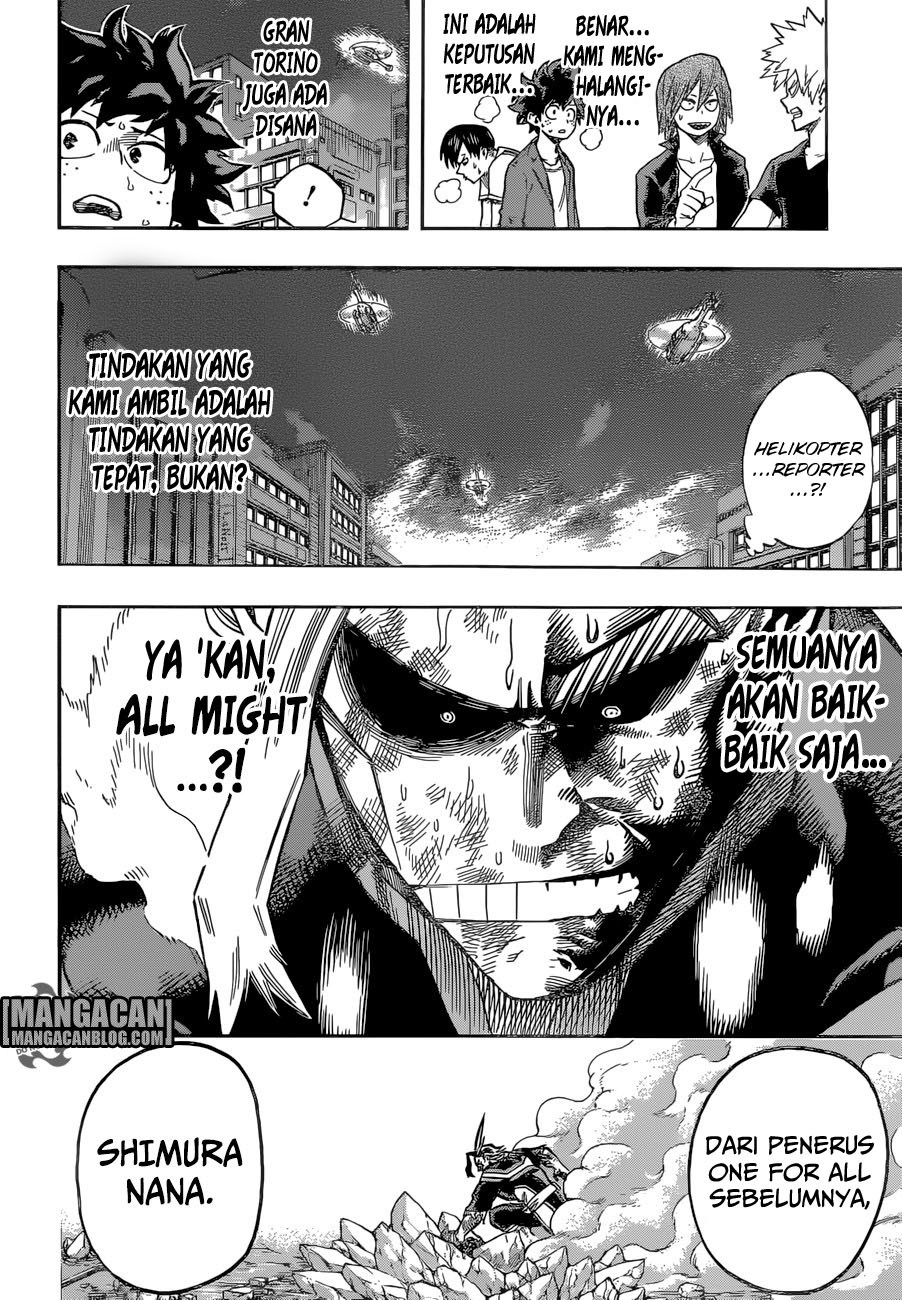 BENAR...
KAMI MENG-
HALANGI-
NYA...
INI ADALAH
KEPUTUSAN
TERBAIK...
GRAN
TORINO
JUGA ADA
DISANA
!
HELIKOPTER
...REPORTER
...?!
TINDAKAN YANG
KAMI AMBIL ADALAH
TINDAKAN YANG
TEPAT, BUKAN?
SEMUANYA
AKAN BAIK-
BAIK SAJA...
YA 'KAN,
ALL MIGHT
...?!
MANGACAN
MANGACANBLOG.COM
DARI PENERUS
ONE FOR ALL
SEBELUMNYA,
SHIMURA
NANA.